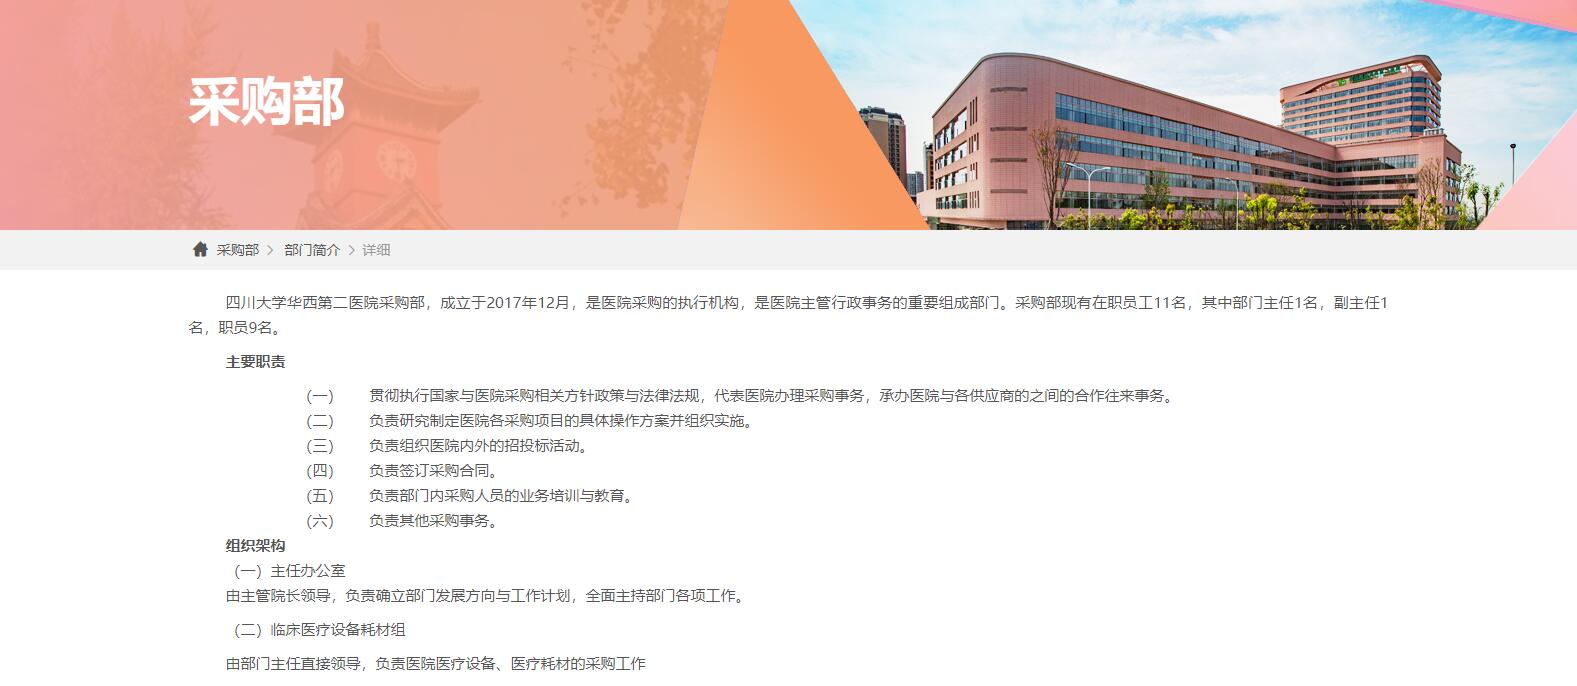 采购部
采购部 > 部门简介 > 详细
四川大学华西第二医院采购部，成立于2017年12月，是医院采购的执行机构，是医院主管行政事务的重要组成部门。采购部现有在职员工11名，其中部门主任1名，副主任1
名，职员9名。
主要职责
（一） 贯彻执行国家与医院采购相关方针政策与法律法规，代表医院办理采购事务，承办医院与各供应商的之间的合作往来事务。
（二） 负责研究制定医院各采购项目的具体操作方案并组织实施。
（三） 负责组织医院内外的招投标活动。
（四） 负责签订采购合同。
（五） 负责部门内采购人员的业务培训与教育。
（六） 负责其他采购事务。
组织架构
（一）主任办公室
由主管院长领导，负责确立部门发展方向与工作计划，全面主持部门各项工作。
（二）临床医疗设备耗材组
由部门主任直接领导，负责医院医疗设备、医疗耗材的采购工作